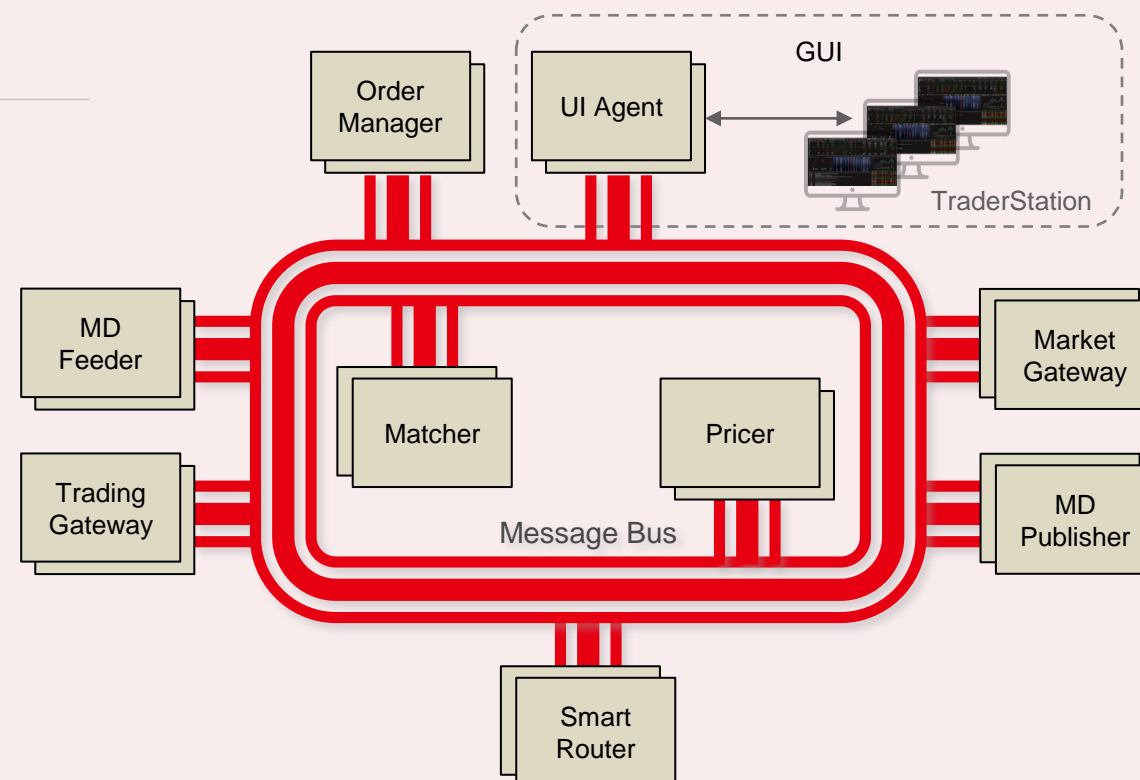 GUI
Order
Manager
UI Agent
TraderStation
MD
Feeder
Market
Gateway
Matcher
Pricer
Trading
Gateway
Message Bus
MD
Publisher
Smart
Router